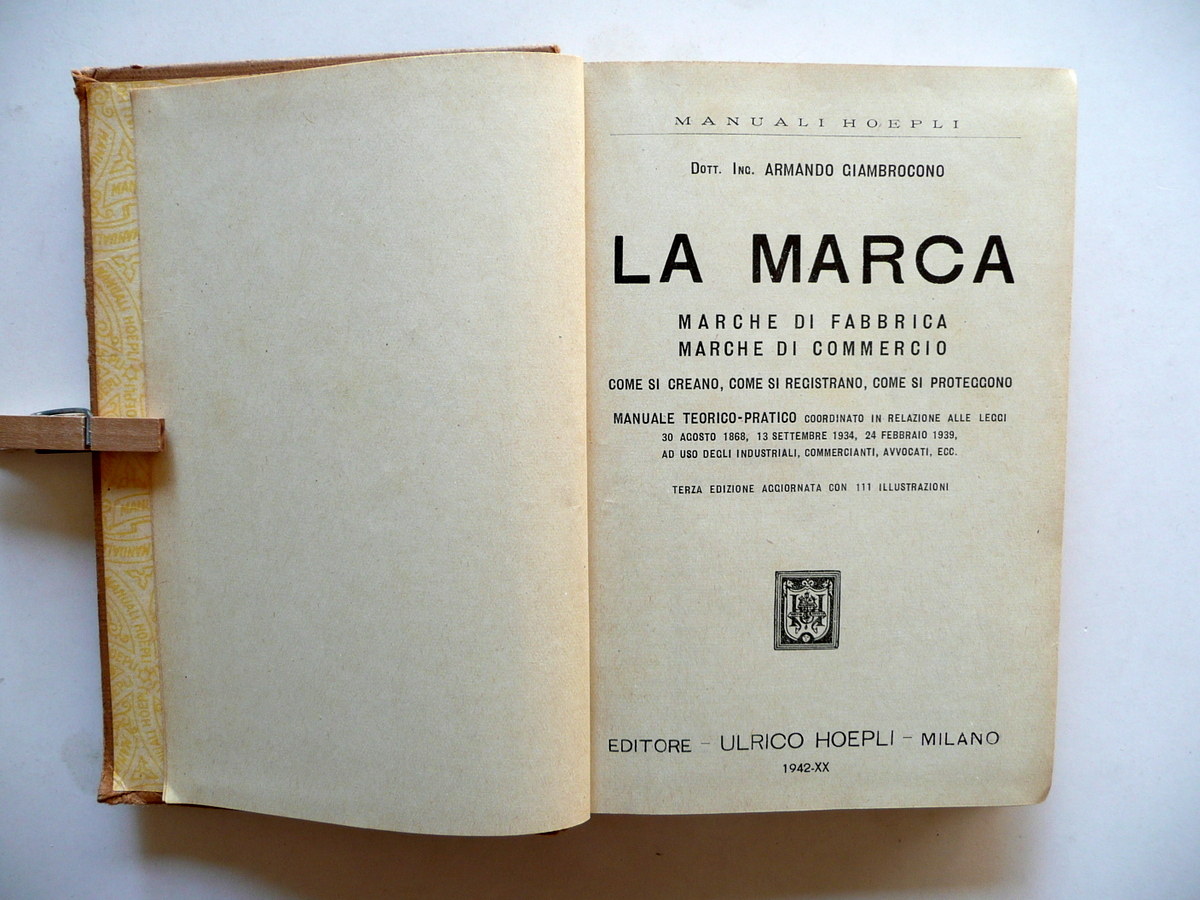 MANUALI HOEPLI
DOTT. ING. ARMANDO GIAMBROCONO
LA MARCA
MARCHE DI FABBRICA
MARCHE DI COMMERCIO
COME SI CREANO, COME SI REGISTRANO, COME SI PROTEGGONO
MANUALE TEORICO-PRATICO COORDINATO IN RELAZIONE ALLE LEGGI
30 AGOSTO 1868, 13 SETTEMBRE 1934, 24 FEBBRAIO 1939,
AD USO DEGLI INDUSTRIALI, COMMERCIANTI, AVVOCATI, ECC.
TERZA EDIZIONE AGGIORNATA CON 111 ILLUSTRAZIONI
EDITORE - ULRICO HOEPLI - MILANO
1942-XX